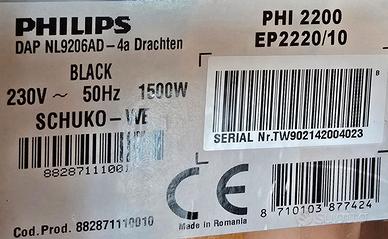 PHILIPS
DAP NL9206AD-4a Drachten
BLACK
230V ~ 50Hz 1500W
SCHUKO-WE
PHI 2200
EP2220/10
SERIAL Nr.TW902142004023
Cod.Prod. 882871110010
CE
Made in Romania
8 710103 877424